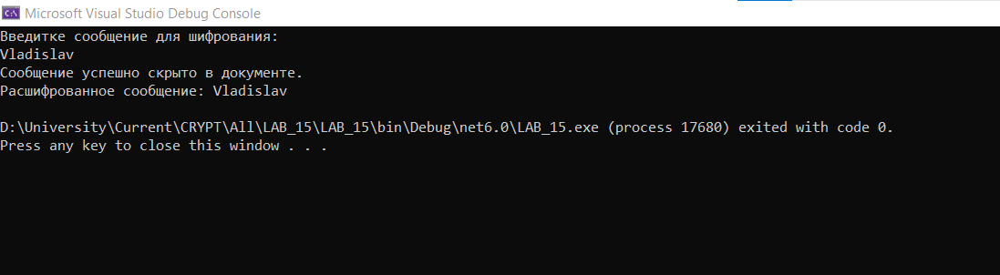 Microsoft Visual Studio Debug Console
Введитке сообщение для шифрования:
Vladislav
Сообщение успешно скрыто в документе.
Расшифрованное сообщение: Vladislav
D:\University\Current\CRYPT\All\LAB_15\LAB_15\bin\Debug\net6.0\LAB_15.exe (process 17680) exited with code 0.
Press any key to close this window . . .